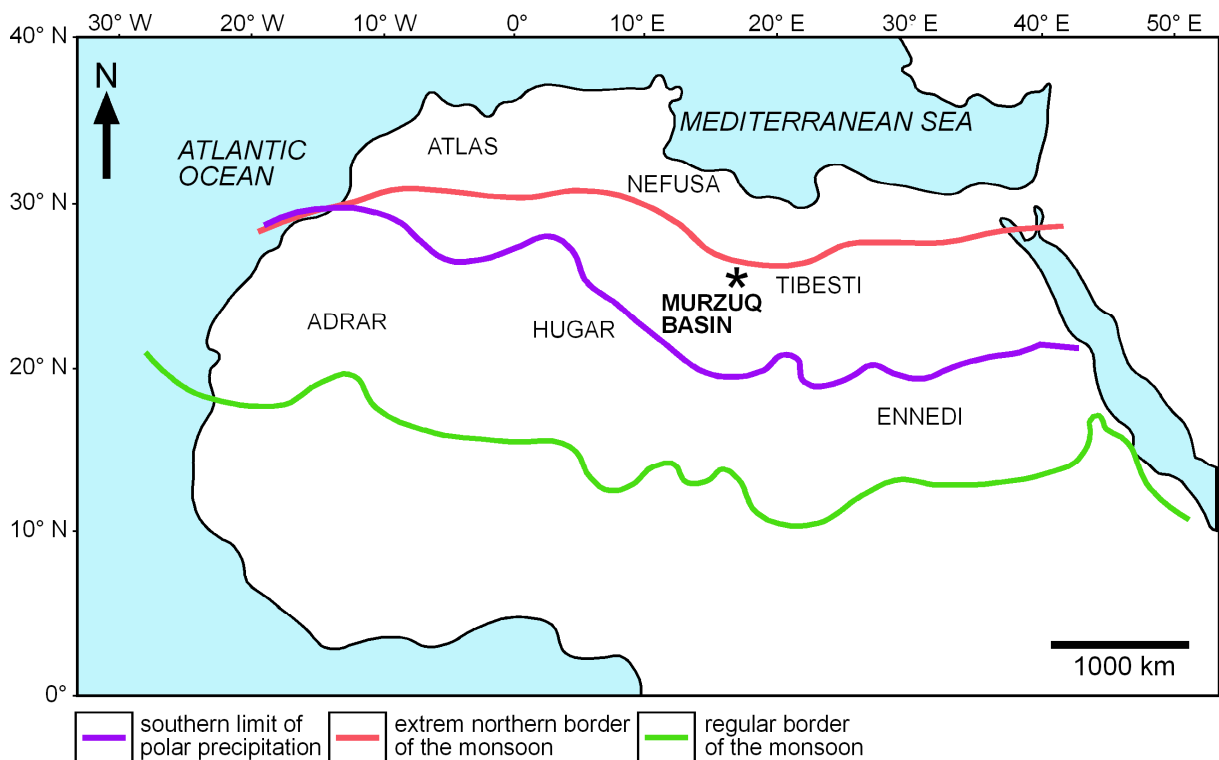 30° W 20° W 10° W 0° 10° E 20° E 30° E 40° E 50° E
40° N
N
MEDITERRANEAN SEA
ATLANTIC
OCEAN
ATLAS
NEFUSA
30° N
TIBESTI
MURZUQ
BASIN
ADRAR
HUGAR
20° N
ENNEDI
10° N
1000 km
0°
southern limit of
polar precipitation
extrem northern border
of the monsoon
regular border
of the monsoon